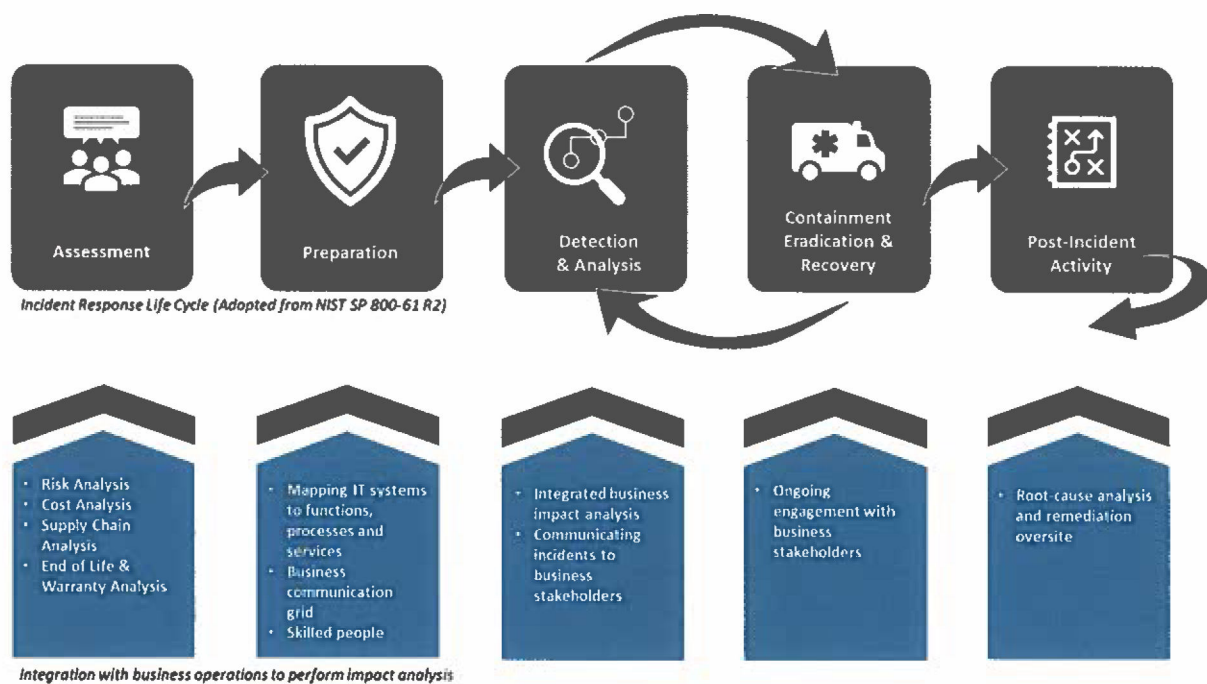 Assessment
Preparation
Detection
& Analysis
Containment
Eradication &
Recovery
Post-Incident
Activity
Incident Response Life Cycle (Adopted from NIST SP 800-61 R2)
• Risk Analysis
• Cost Analysis
• Supply Chain
Analysis
• End of Life &
Warranty Analysis
• Mapping IT systems
to functions,
processes and
services
• Business
communication
grid
• Skilled people
• Integrated business
impact analysis
• Communicating
incidents to
business
stakeholders
• Ongoing
engagement with
business
stakeholders
• Root-cause analysis
and remediation
oversite
Integration with business operations to perform impact analysis